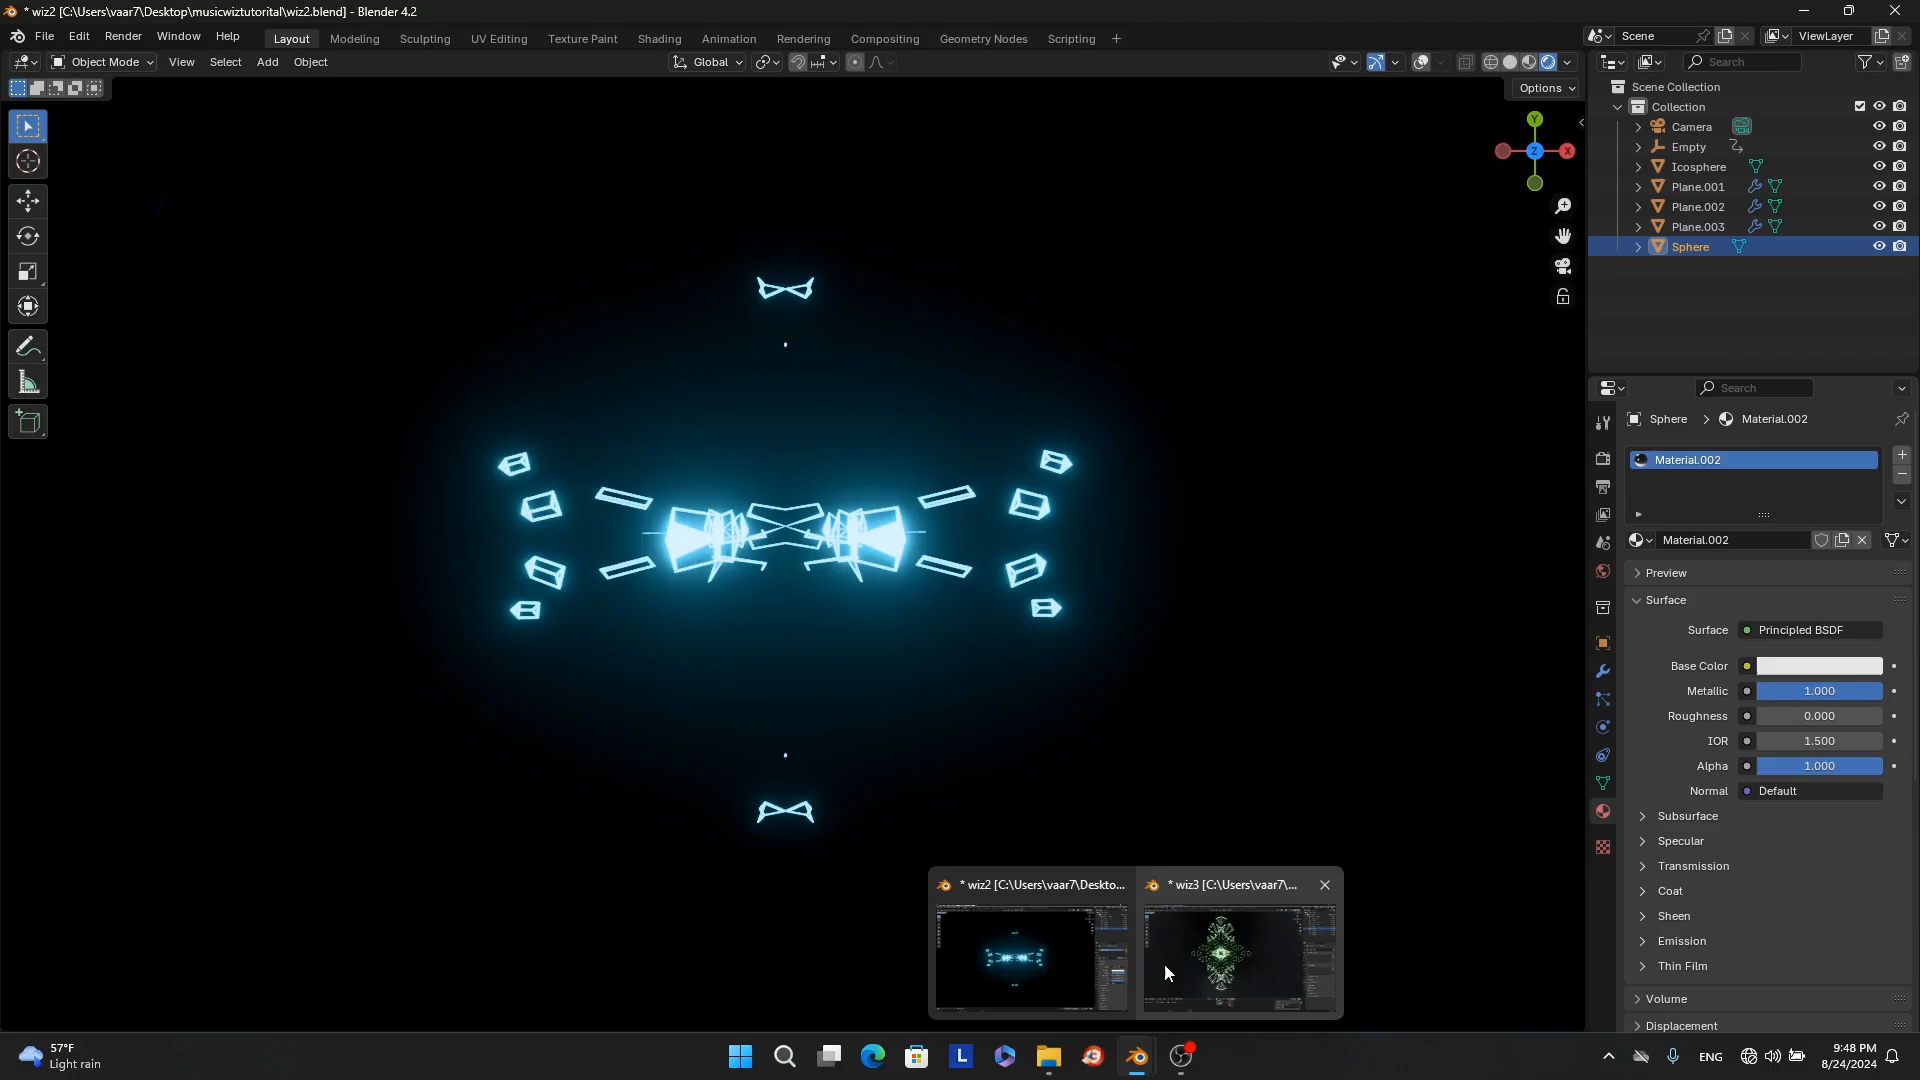 * wiz2 [C:\Users\vaar7\Desktop\musicwiztutorital\wiz2.blend] - Blender 4.2
File Edit Render Window Help
Layout Modeling Sculpting UV Editing Texture Paint Shading Animation Rendering Compositing Geometry Nodes Scripting +
Scene
ViewLayer
Object Mode View Select Add Object
Global
Search
Options
Scene Collection
Collection
Camera
Empty
Icosphere
Plane.001
Plane.002
Plane.003
Sphere
Y
Z
X
Search
Sphere > Material.002
Material.002
Material.002
Preview
Surface
Surface Principled BSDF
Base Color
Metallic 1.000
Roughness 0.000
IOR 1.500
Alpha 1.000
Normal Default
Subsurface
Specular
Transmission
Coat
Sheen
Emission
Thin Film
Volume
Displacement
* wiz2 [C:\Users\vaar7\Deskto...
* wiz3 [C:\Users\vaar7\...
57°F
Light rain
L
ENG
9:48 PM
8/24/2024